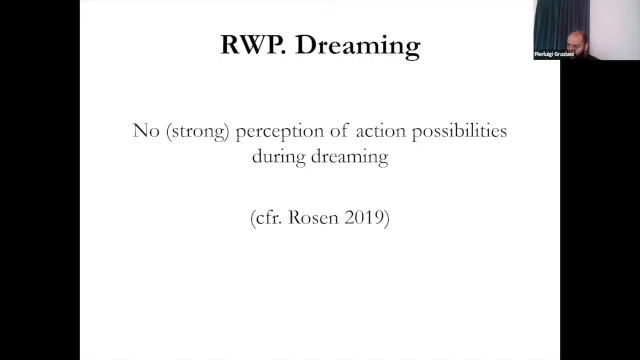 RWP. Dreaming
Pierluigi Graziani
No (strong) perception of action possibilities
during dreaming
(cfr. Rosen 2019)